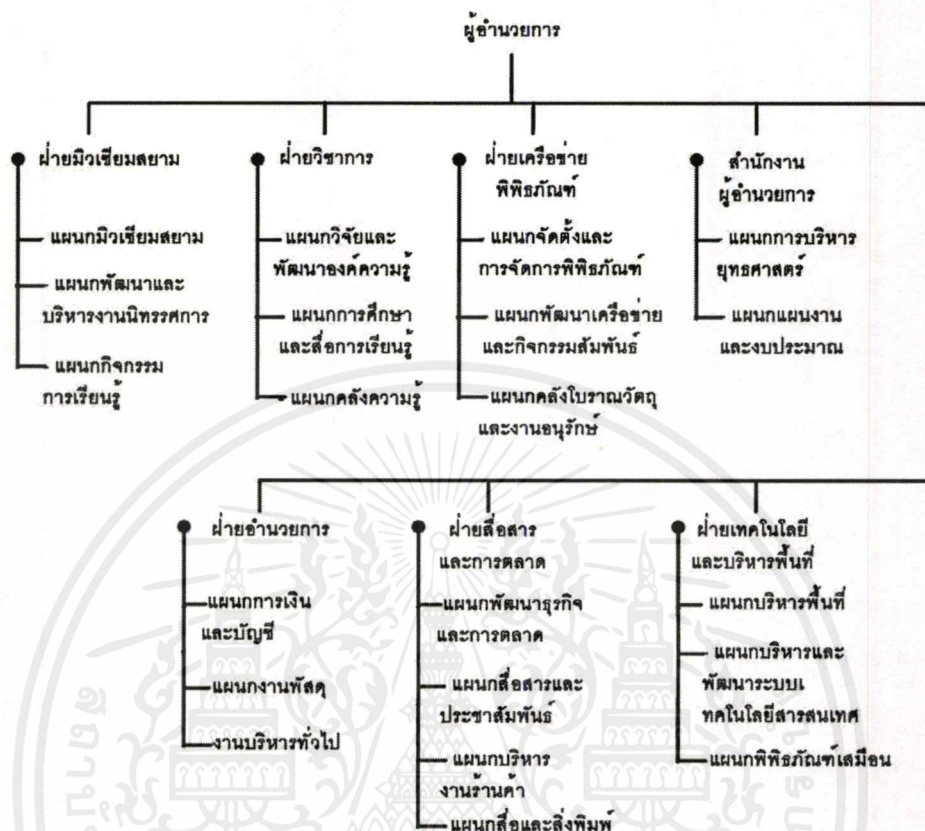 ผู้อำนวยการ
ฝ่ายมิวเซียมสยาม
แผนกมิวเซียมสยาม
แผนกพัฒนาและ
บริหารงานนิทรรศการ
แผนกกิจกรรม
การเรียนรู้
ฝ่ายวิชาการ
แผนกวิจัยและ
พัฒนาองค์ความรู้
แผนกการศึกษา
และสื่อการเรียนรู้
แผนกคลังความรู้
ฝ่ายเครือข่าย
พิพิธภัณฑ์
แผนกจัดตั้งและ
การจัดการพิพิธภัณฑ์
แผนกพัฒนาเครือข่าย
และกิจกรรมสัมพันธ์
แผนกคลังโบราณวัตถุ
และงานอนุรักษ์
สำนักงาน
ผู้อำนวยการ
แผนกการบริหาร
ยุทธศาสตร์
แผนกแผนงาน
และงบประมาณ
ฝ่ายอำนวยการ
แผนกการเงิน
และบัญชี
แผนกงานพัสดุ
งานบริหารทั่วไป
ฝ่ายสื่อสาร
และการตลาด
แผนกพัฒนาธุรกิจ
และการตลาด
แผนกสื่อสารและ
ประชาสัมพันธ์
แผนกบริหาร
งานร้านค้า
แผนกสื่อและสิ่งพิมพ์
ฝ่ายเทคโนโลยี
และบริหารพื้นที่
แผนกบริหารพื้นที่
แผนกบริหารและ
พัฒนาระบบเ
ทคโนโลยีสารสนเทศ
แผนกพิพิธภัณฑ์เสมือน